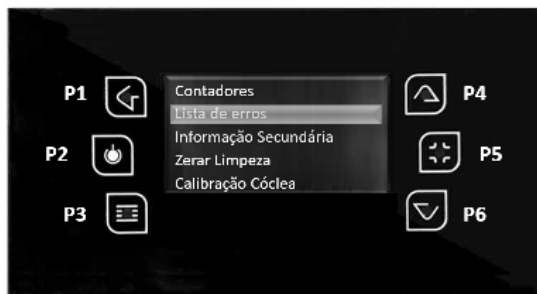 P1
P2
P3
Contadores
Lista de erros
Informação Secundária
Zerar Limpeza
Calibração Cóclea
P4
P5
P6